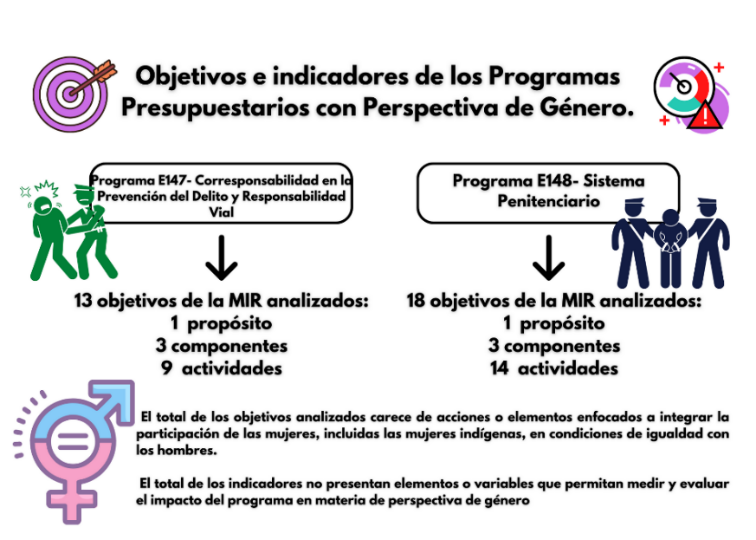 Objetivos e indicadores de los Programas
Presupuestarios con Perspectiva de Género.
Programa E147- Corresponsabilidad en la
Prevención del Delito y Responsabilidad
Vial
Programa E148- Sistema
Penitenciario
13 objetivos de la MIR analizados:
1 propósito
3 componentes
9 actividades
18 objetivos de la MIR analizados:
1 propósito
3 componentes
14 actividades
El total de los objetivos analizados carece de acciones o elementos enfocados a integrar la
participación de las mujeres, incluidas las mujeres indígenas, en condiciones de igualdad con
los hombres.
El total de los indicadores no presentan elementos o variables que permitan medir y evaluar
el impacto del programa en materia de perspectiva de género